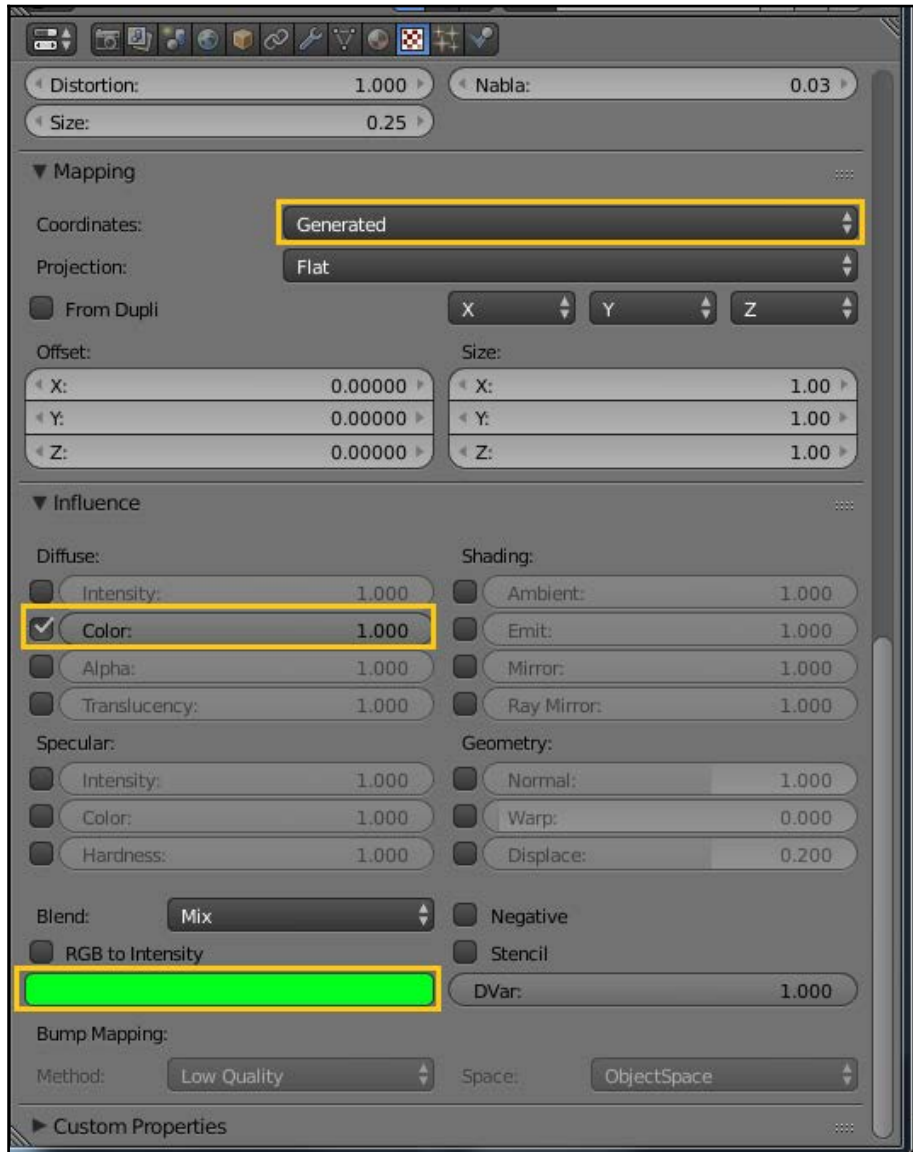 Distortion: 1.000 Nabla: 0.03
Size: 0.25
Mapping
Coordinates: Generated
Projection: Flat
From Dupli X Y Z
Offset: Size:
X: 0.00000 X: 1.00
Y: 0.00000 Y: 1.00
Z: 0.00000 Z: 1.00
Influence
Diffuse: Shading:
Intensity: 1.000 Ambient: 1.000
Color: 1.000 Emit: 1.000
Alpha: 1.000 Mirror: 1.000
Translucency: 1.000 Ray Mirror: 1.000
Specular: Geometry:
Intensity: 1.000 Normal: 1.000
Color: 1.000 Warp: 0.000
Hardness: 1.000 Displace: 0.200
Blend: Mix Negative
RGB to Intensity Stencil
DVar: 1.000
Bump Mapping:
Method: Low Quality Space: ObjectSpace
Custom Properties